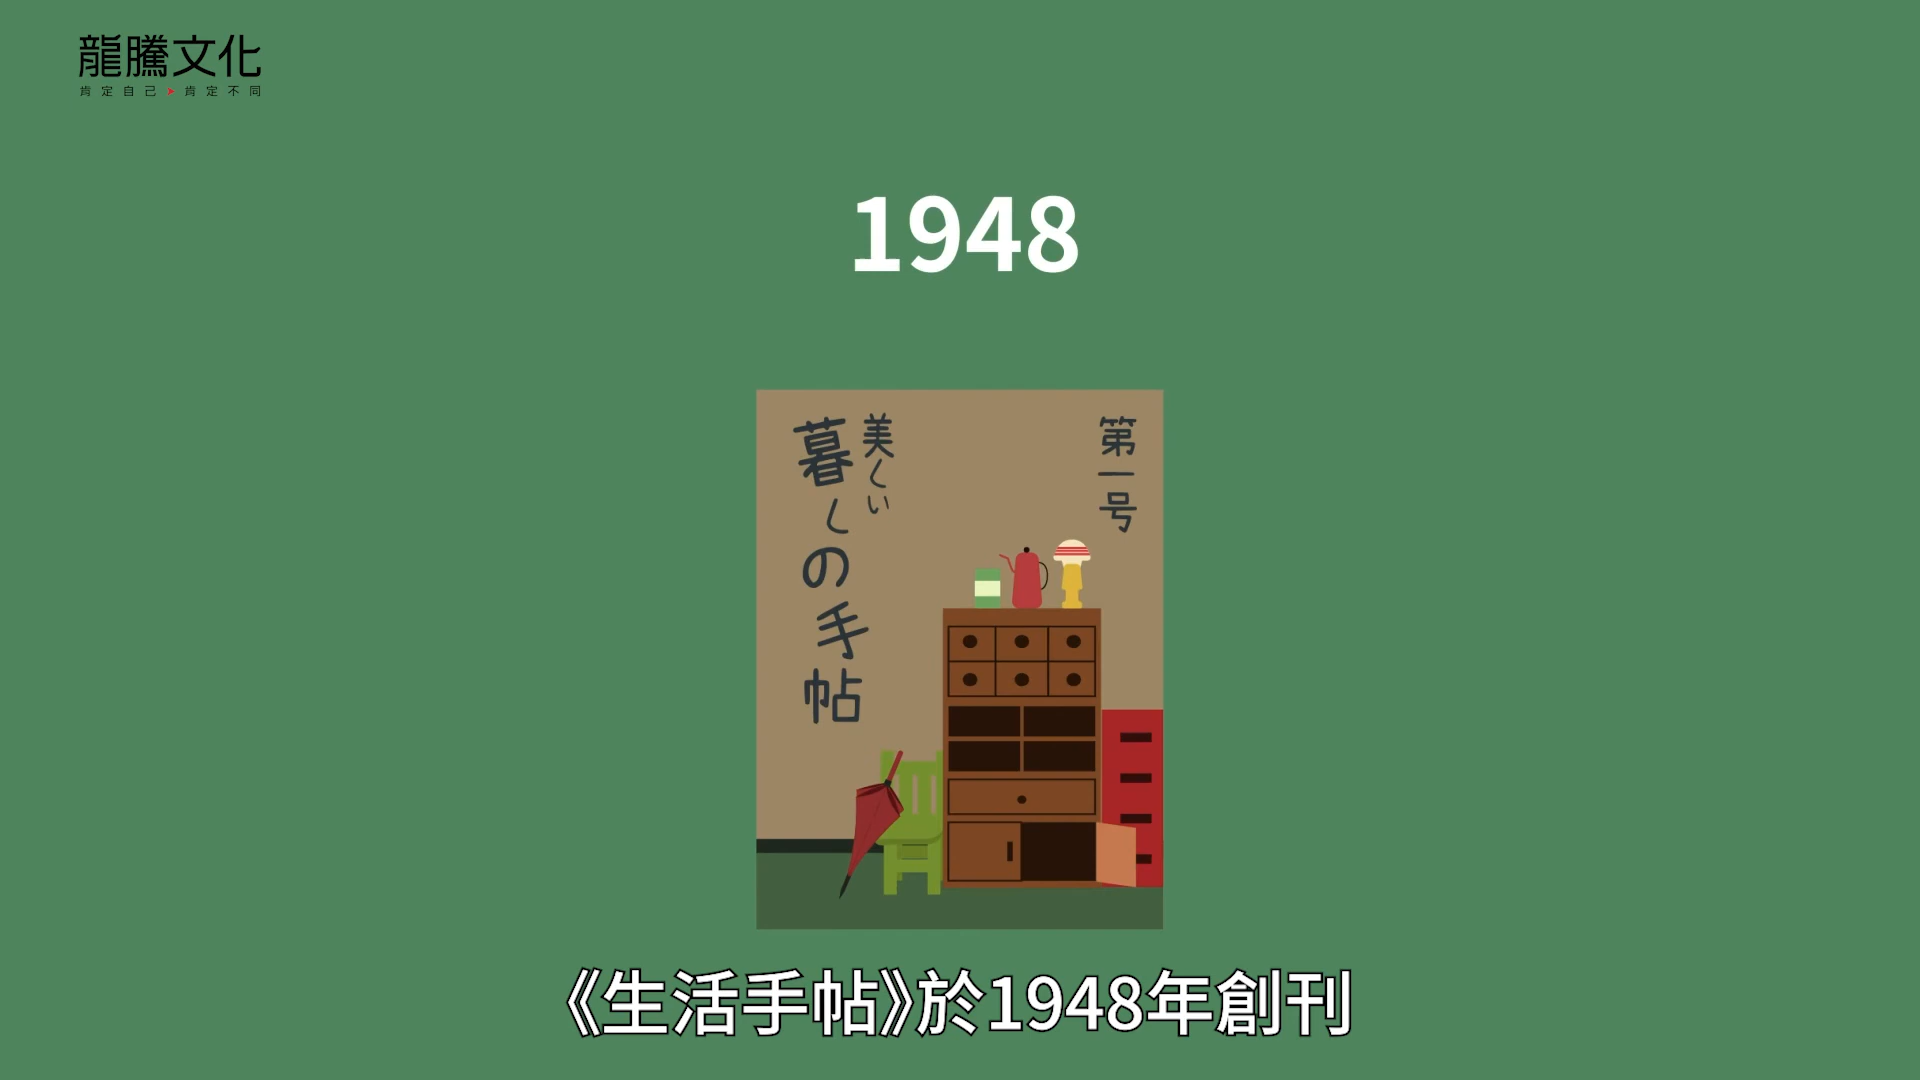 龍騰文化
肯定自己➤肯定不同
1948
第一号
美しい
暮しの手帖
《生活手帖》於1948年創刊